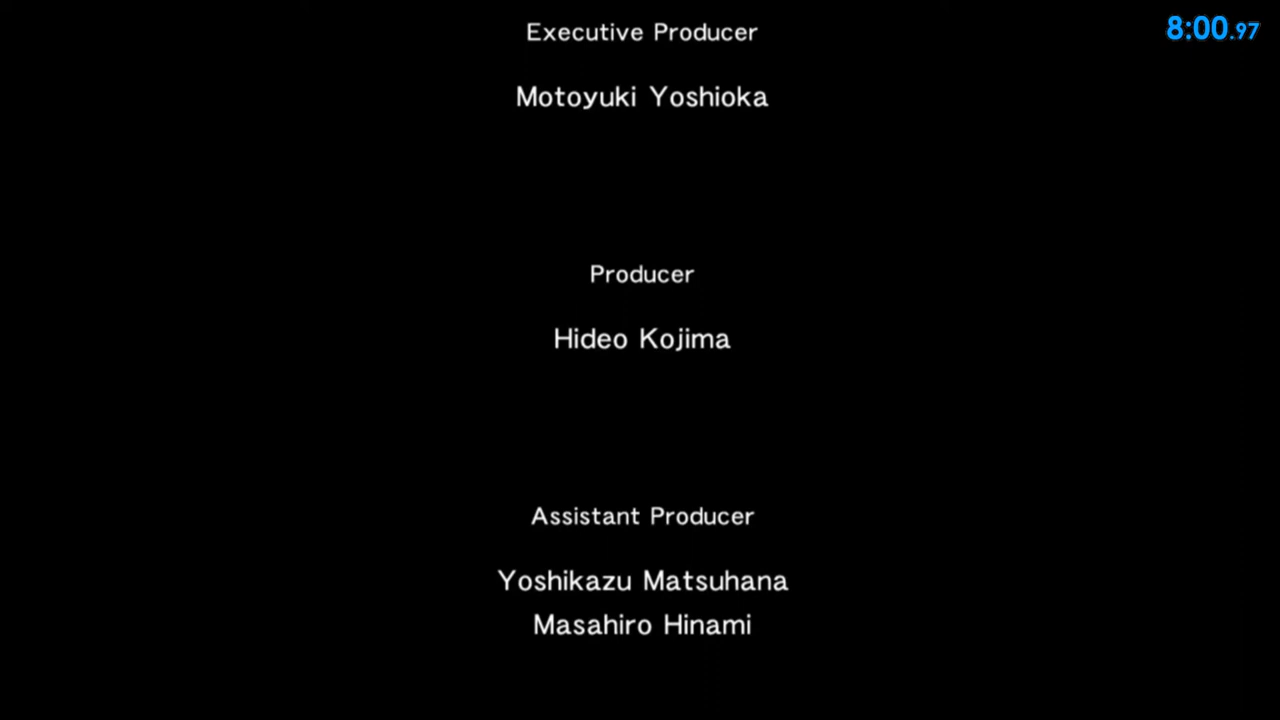 8:00.97
Executive Producer
Motoyuki Yoshioka
Producer
Hideo Kojima
Assistant Producer
Yoshikazu Matsuhana
Masahiro Hinami